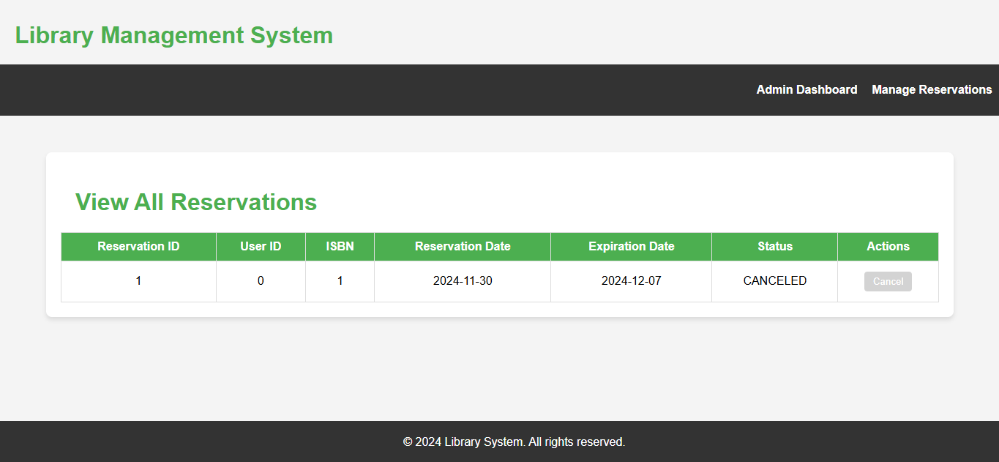 Library Management System
Admin Dashboard Manage Reservations
View All Reservations
Reservation ID User ID ISBN Reservation Date Expiration Date Status Actions
1 0 1 2024-11-30 2024-12-07 CANCELED Cancel
© 2024 Library System. All rights reserved.